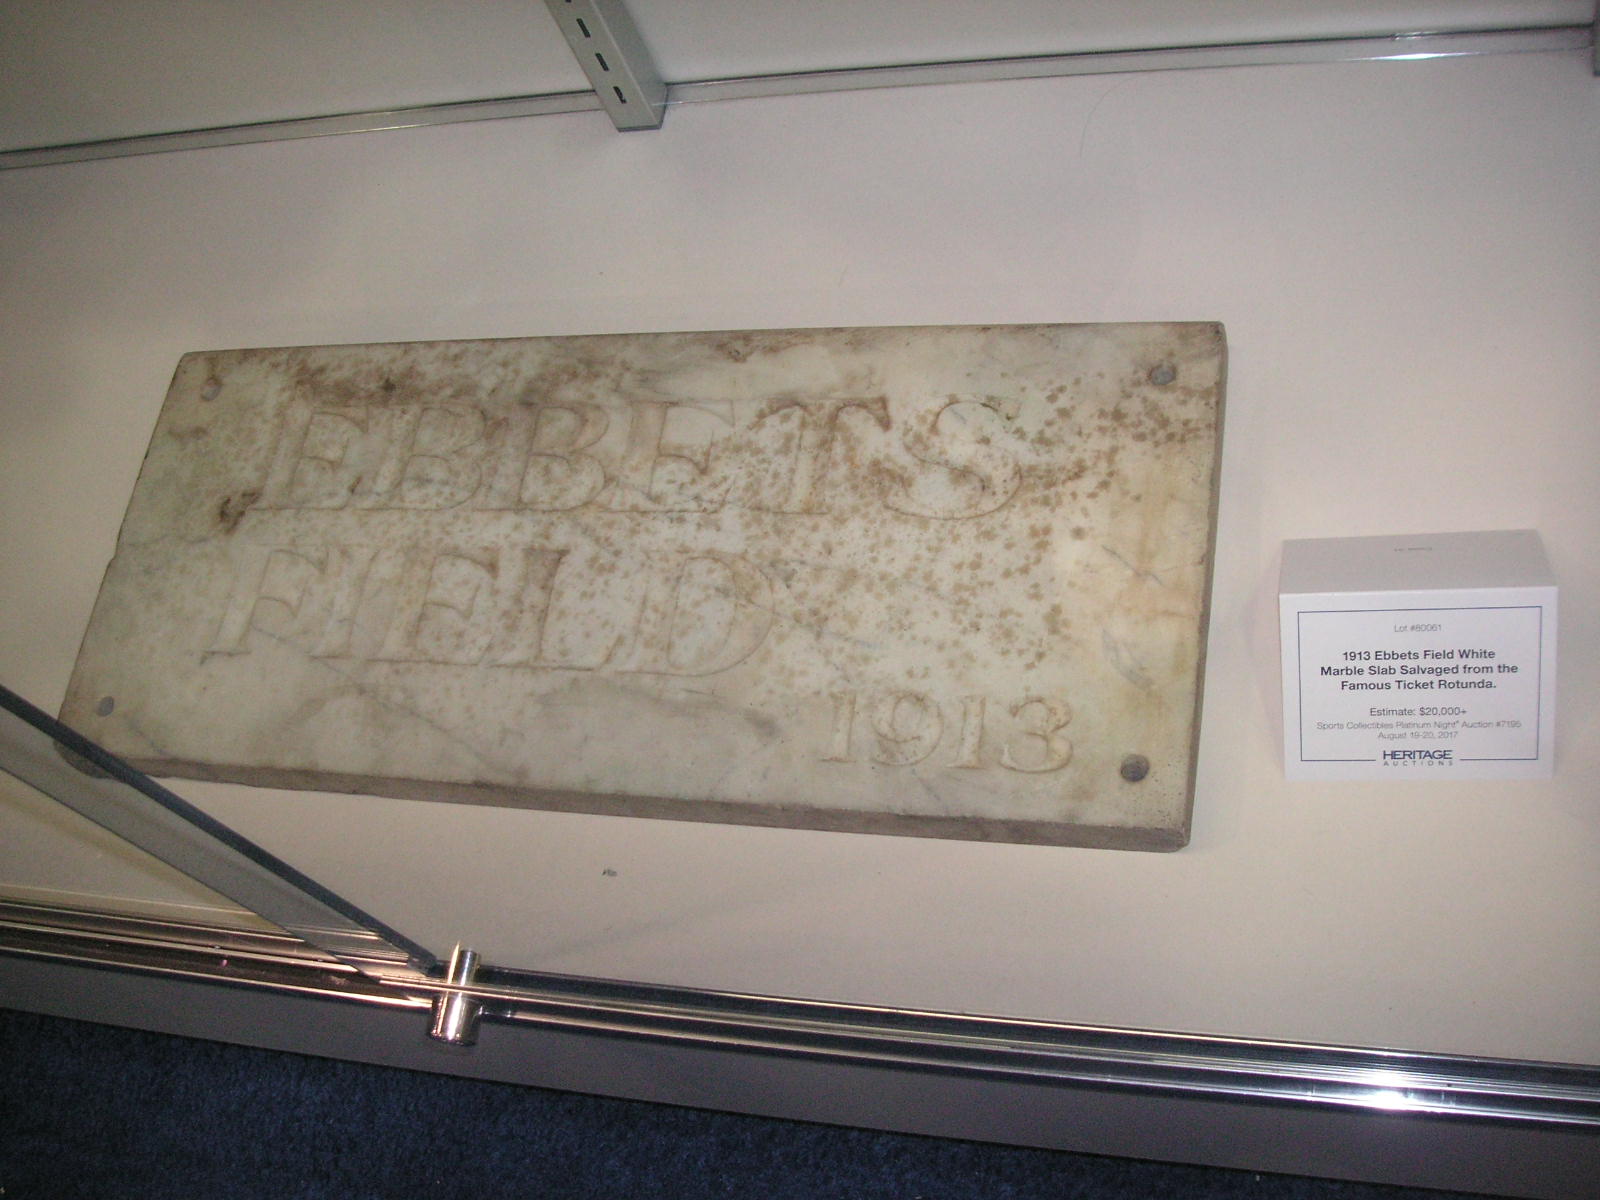 EBBETS
FIELD
1913
Lot #80061
1913 Ebbets Field White
Marble Slab Salvaged from the
Famous Ticket Rotunda.
Estimate: $20,000+
Sports Collectibles Platinum Night® Auction #7195
August 19-20, 2017
HERITAGE
AUCTIONS